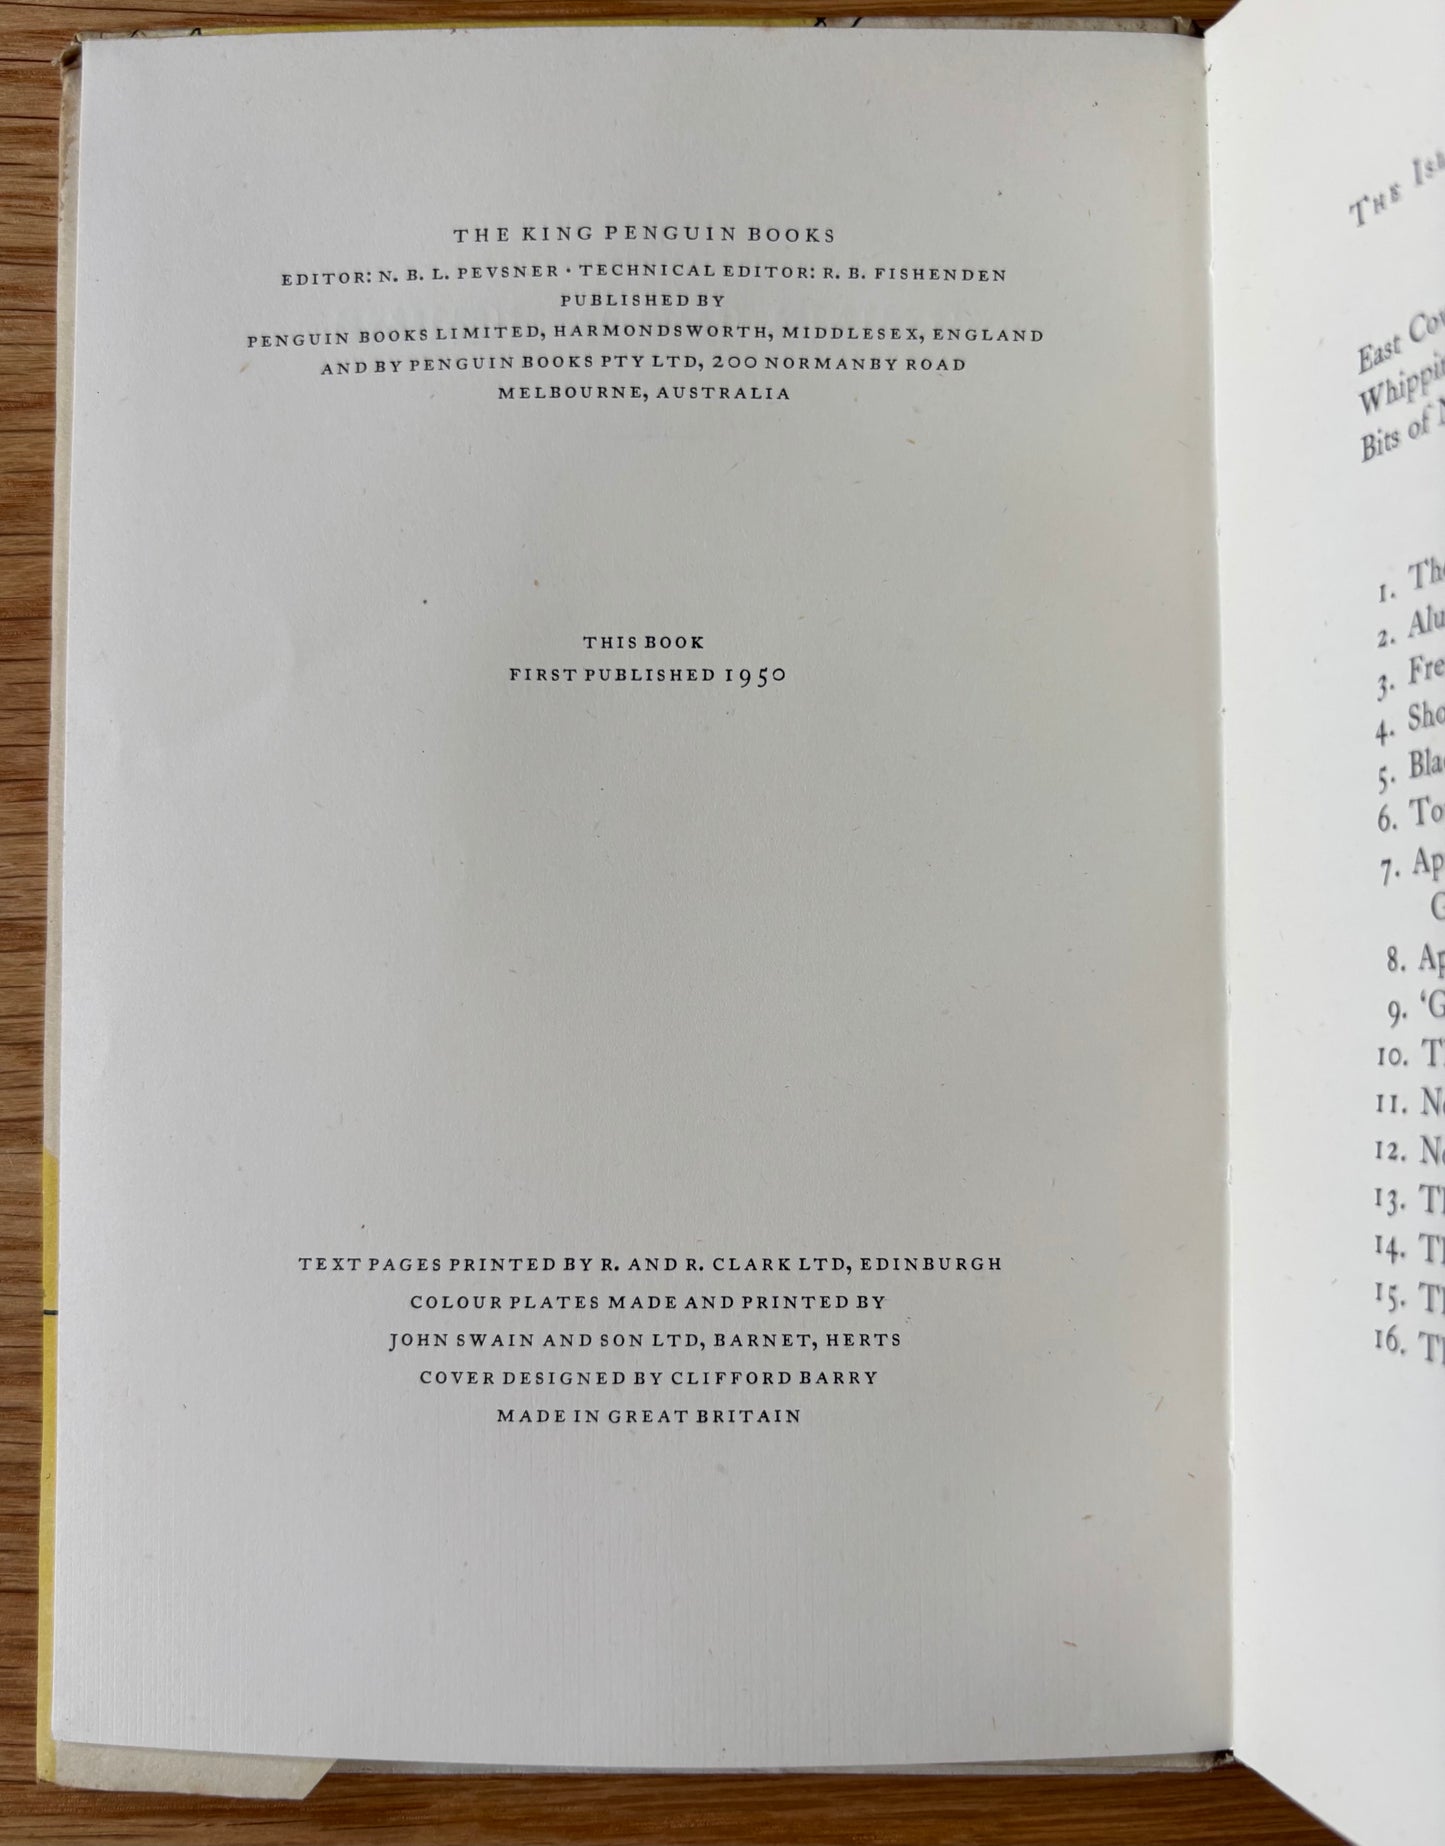 THE KING PENGUIN BOOKS
EDITOR: N. B. L. PEVSNER · TECHNICAL EDITOR: R. B. FISHENDEN
PUBLISHED BY
PENGUIN BOOKS LIMITED, HARMONDSWORTH, MIDDLESEX, ENGLAND
AND BY PENGUIN BOOKS PTY LTD, 200 NORMANBY ROAD
MELBOURNE, AUSTRALIA
THIS BOOK
FIRST PUBLISHED 1950
TEXT PAGES PRINTED BY R. AND R. CLARK LTD, EDINBURGH
COLOUR PLATES MADE AND PRINTED BY
JOHN SWAIN AND SON LTD, BARNET, HERTS
COVER DESIGNED BY CLIFFORD BARRY
MADE IN GREAT BRITAIN
THE
East
Bits of
1.
2.
3.
4.
5.
6.
7.
8.
9.
10.
11.
12.
13.
14.
15.
16.